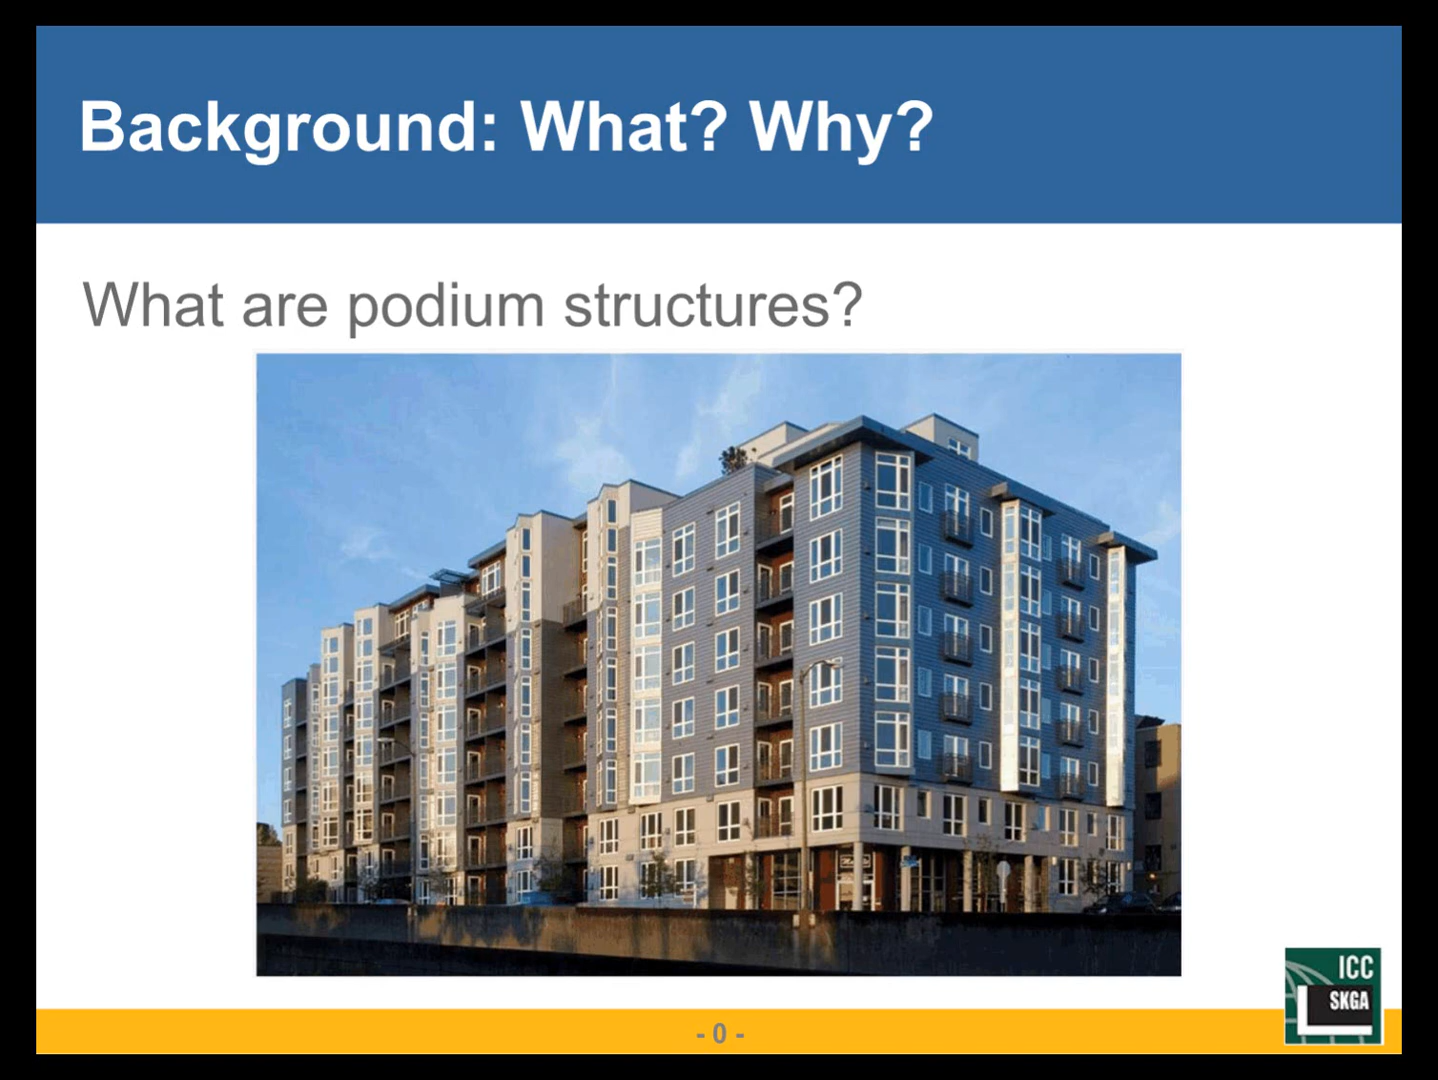 Background: What? Why?
What are podium structures?
ICC
SKGA
- 0 -